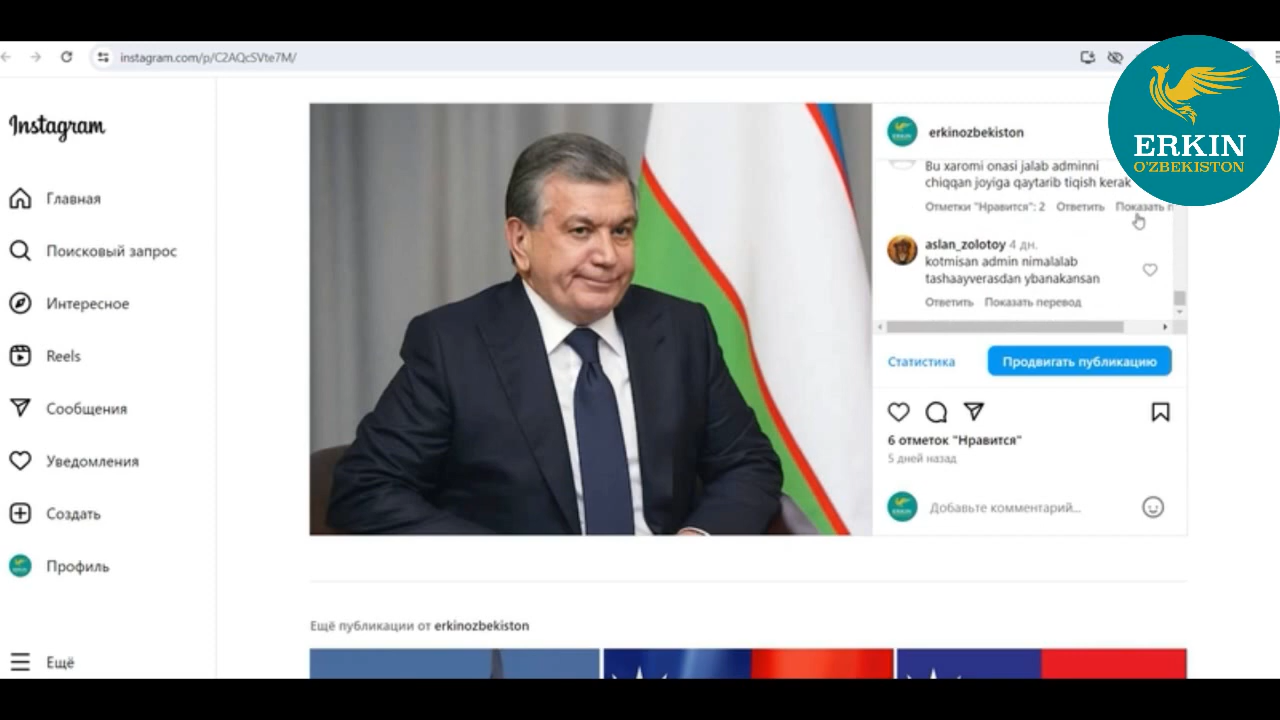 instagram.com/p/C2AQcSVte7M/
ERKIN
O'ZBEKISTON
Instagram
Главная
Поисковый запрос
Интересное
Reels
Сообщения
Уведомления
Создать
Профиль
Ещё
erkinozbekiston
Bu xaromi onasi jalab adminni
chiqqan joyiga qaytarib tiqish kerak
Отметки "Нравится": 2 Ответить Показать п
aslan_zolotoy 4 дн.
kotmisan admin nimalalab
tashaayverasdan ybanakansan
Ответить Показать перевод
Статистика
Продвигать публикацию
6 отметок "Нравится"
5 дней назад
Добавьте комментарий...
Ещё публикации от erkinozbekiston